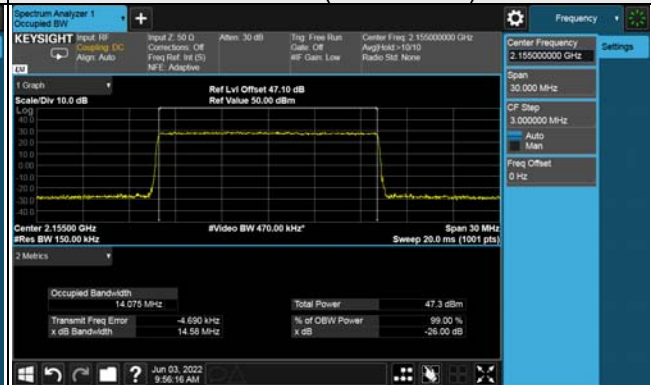 Spectrum Analyzer 1
Occupied BW
Frequency
KEYSIGHT
Input: RF
Coupling: DC
Align: Auto
Input Z: 50 Ω
Corrections: Off
Freq Ref: Int (S)
NFE: Adaptive
Atten: 30 dB
Trig: Free Run
Gate: Off
#IF Gain: Low
Center Freq: 2.155000000 GHz
Avg|Hold:>10/10
Radio Std: None
LM
1 Graph
Scale/Div 10.0 dB
Ref Lvl Offset 47.10 dB
Ref Value 50.00 dBm
Log
40.0
30.0
20.0
10.0
0.00
-10.0
-20.0
-30.0
-40.0
Center 2.15500 GHz
#Res BW 150.00 kHz
#Video BW 470.00 kHz*
Span 30 MHz
Sweep 20.0 ms (1001 pts)
2 Metrics
Occupied Bandwidth
14.075 MHz
Total Power 47.3 dBm
Transmit Freq Error -4.690 kHz
% of OBW Power 99.00 %
x dB Bandwidth 14.58 MHz
x dB -26.00 dB
Center Frequency
2.155000000 GHz
Settings
Span
30.000 MHz
CF Step
3.000000 MHz
Auto
Man
Freq Offset
0 Hz
Jun 03, 2022
9:56:16 AM